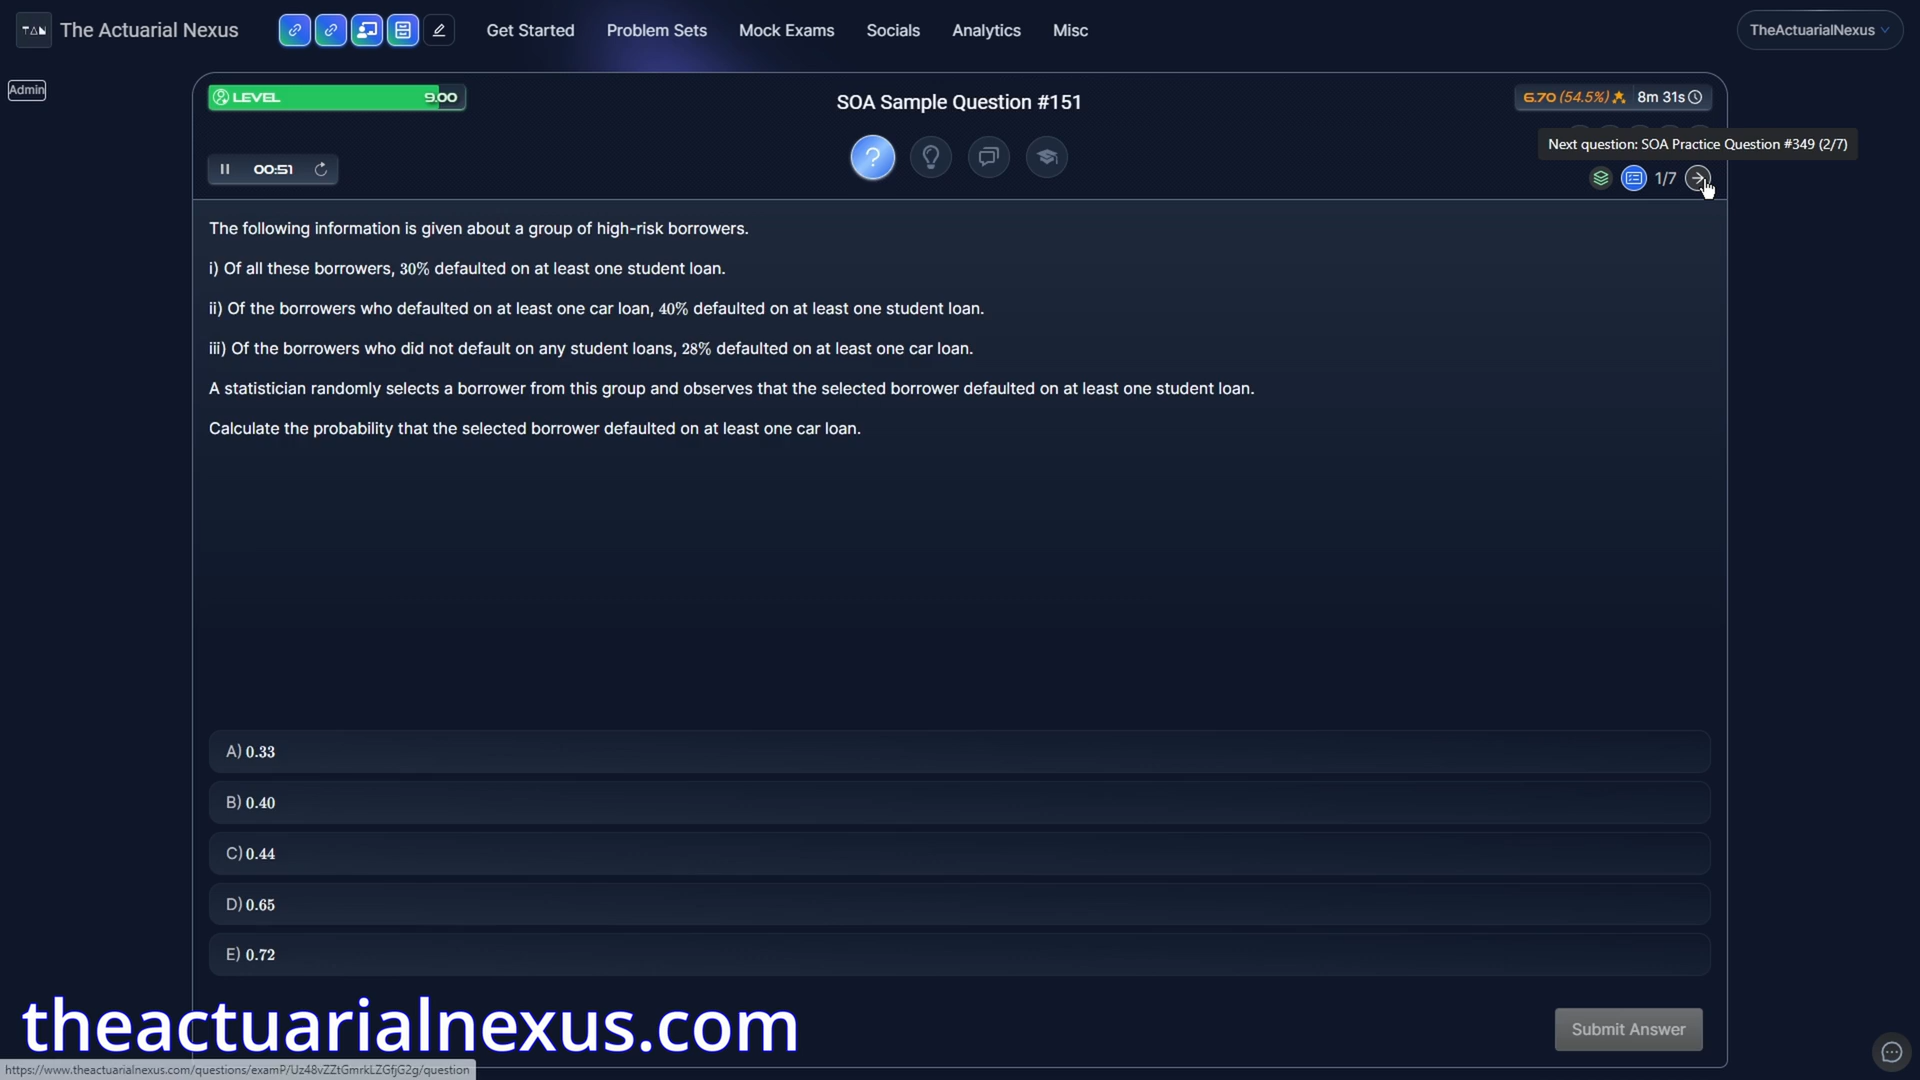 TAN The Actuarial Nexus Get Started Problem Sets Mock Exams Socials Analytics Misc TheActuarialNexus
Admin
LEVEL 9.00 SOA Sample Question #151 6.70 (54.5%) 8m 31s
Next question: SOA Practice Question #349 (2/7)
00:51 ? 1/7
The following information is given about a group of high-risk borrowers.
i) Of all these borrowers, 30% defaulted on at least one student loan.
ii) Of the borrowers who defaulted on at least one car loan, 40% defaulted on at least one student loan.
iii) Of the borrowers who did not default on any student loans, 28% defaulted on at least one car loan.
A statistician randomly selects a borrower from this group and observes that the selected borrower defaulted on at least one student loan.
Calculate the probability that the selected borrower defaulted on at least one car loan.
A) 0.33
B) 0.40
C) 0.44
D) 0.65
E) 0.72
theactuarialnexus.com
Submit Answer
https://www.theactuarialnexus.com/questions/examP/Uz48vZZtGmrkLZGfjG2g/question